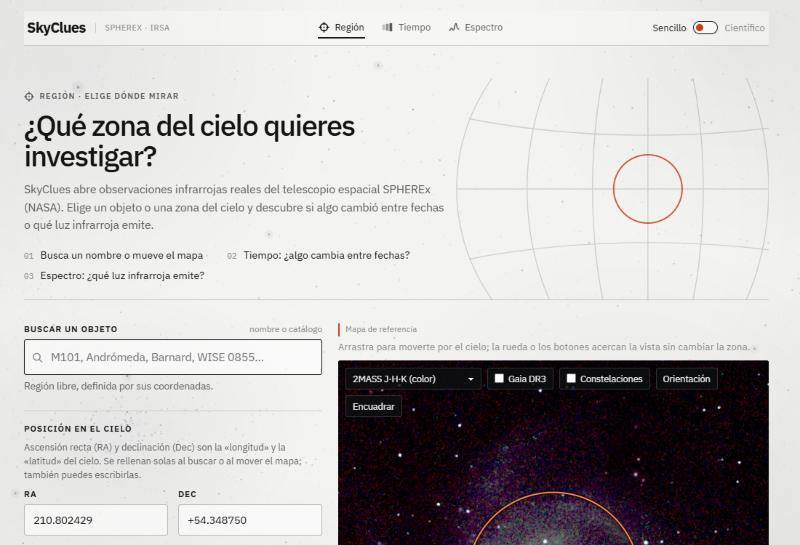 SkyClues
SPHEREX · IRSA
Región
Tiempo
Espectro
Sencillo
Científico
REGIÓN · ELIGE DÓNDE MIRAR
¿Qué zona del cielo quieres
investigar?
SkyClues abre observaciones infrarrojas reales del telescopio espacial SPHEREx
(NASA). Elige un objeto o una zona del cielo y descubre si algo cambió entre fechas
o qué luz infrarroja emite.
01 Busca un nombre o mueve el mapa
02 Tiempo: ¿algo cambia entre fechas?
03 Espectro: ¿qué luz infrarroja emite?
BUSCAR UN OBJETO
nombre o catálogo
M101, Andrómeda, Barnard, WISE 0855...
Región libre, definida por sus coordenadas.
POSICIÓN EN EL CIELO
Ascensión recta (RA) y declinación (Dec) son la «longitud» y la
«latitud» del cielo. Se rellenan solas al buscar o al mover el mapa;
también puedes escribirlas.
RA
DEC
210.802429
+54.348750
Mapa de referencia
Arrastra para moverte por el cielo; la rueda o los botones acercan la vista sin cambiar la zona.
2MASS J-H-K (color)
Gaia DR3
Constelaciones
Orientación
Encuadrar